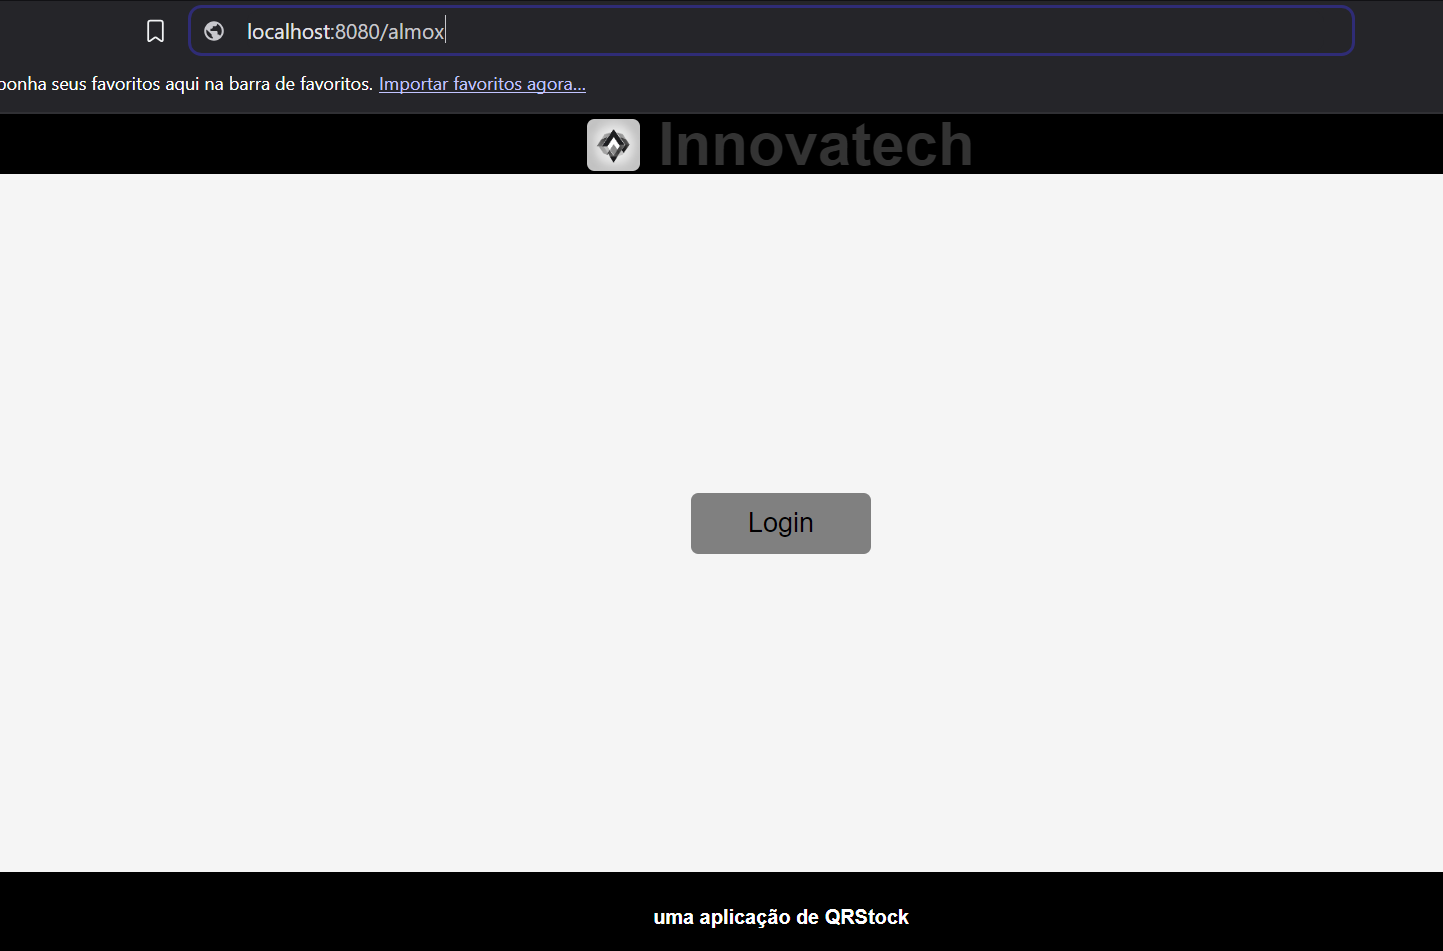 localhost:8080/almox
ponha seus favoritos aqui na barra de favoritos. Importar favoritos agora...
Innovatech
Login
uma aplicação de QRStock